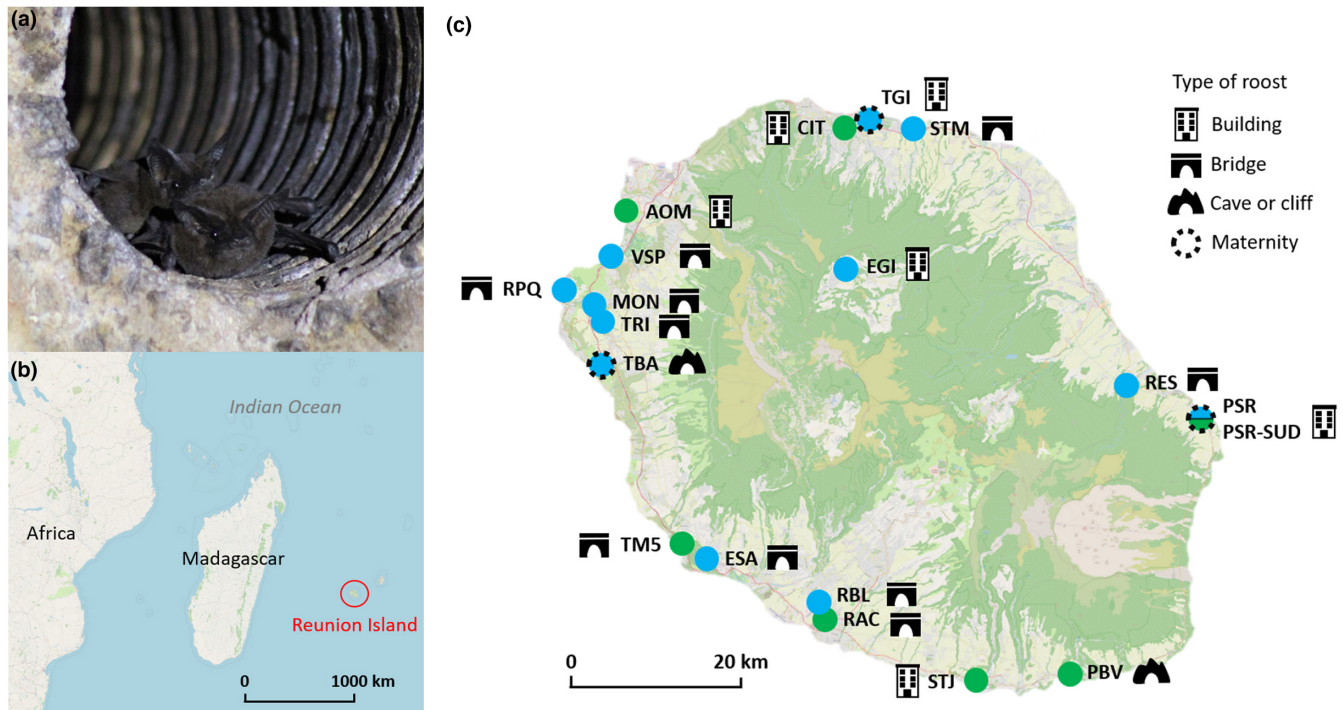 (a)
(b)
Indian Ocean
Africa
Madagascar
Reunion Island
0 1000 km
(c)
Type of roost
Building
Bridge
Cave or cliff
Maternity
TGI
CIT
STM
AOM
VSP
EGI
RPQ
MON
TRI
TBA
RES
PSR
PSR-SUD
TM5
ESA
RBL
RAC
STJ
PBV
0 20 km